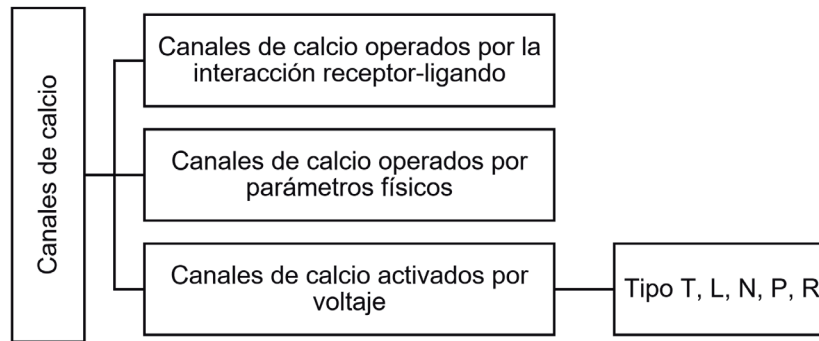 Canales de calcio
Canales de calcio operados por la
interacción receptor-ligando
Canales de calcio operados por
parámetros físicos
Canales de calcio activados por
voltaje
Tipo T, L, N, P, R